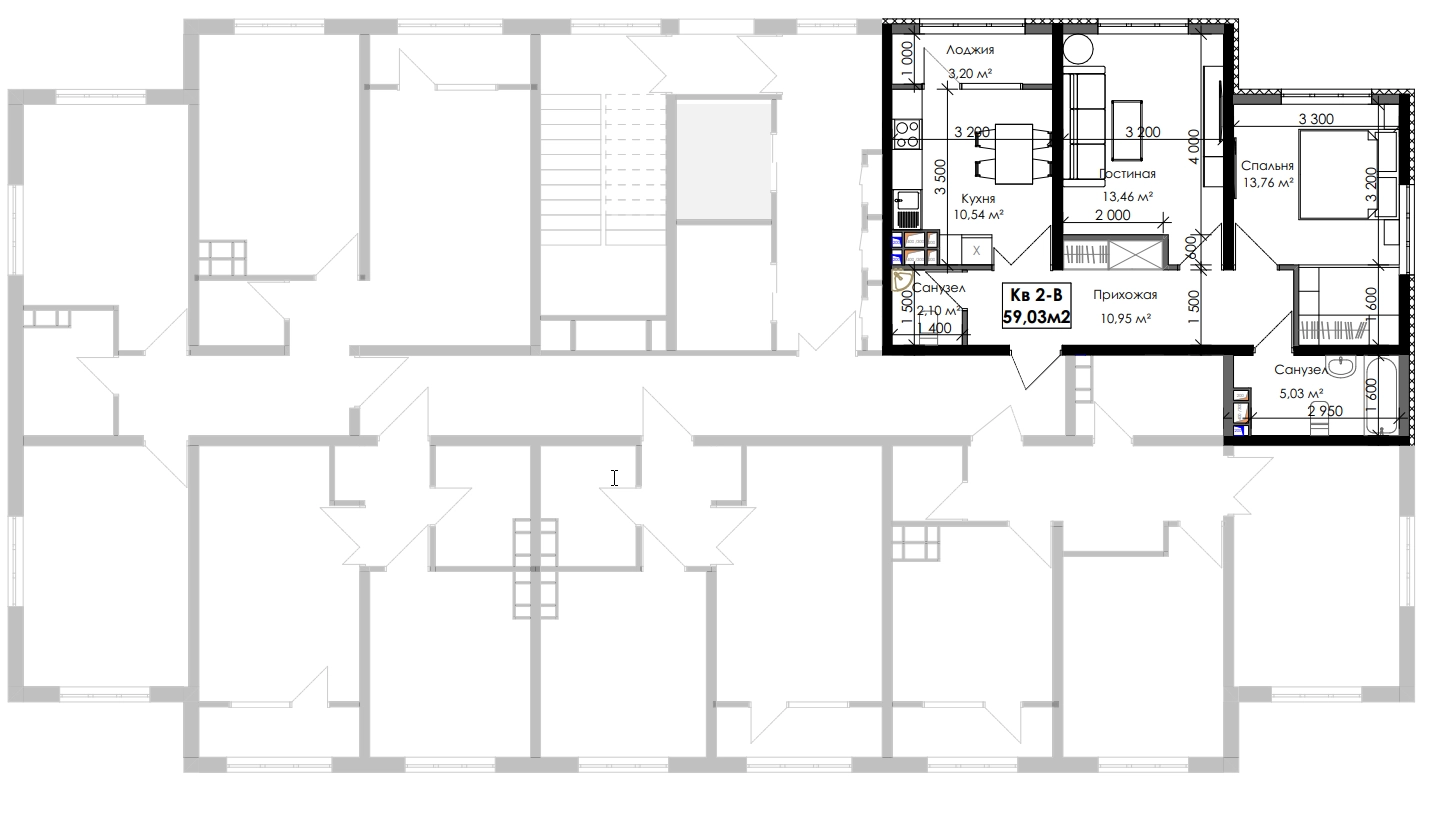 Лоджия
3,20 м²
1 000
3 200
3 500
Кухня
10,54 м²
X
3 200
4 000
Гостиная
13,46 м²
2 000
600
3 300
Спальня
13,76 м²
3 200
1 600
Санузел
2,10 м²
1 500
1 400
Кв 2-В
59,03м2
Прихожая
10,95 м²
1 500
Санузел
5,03 м²
2 950
1 600